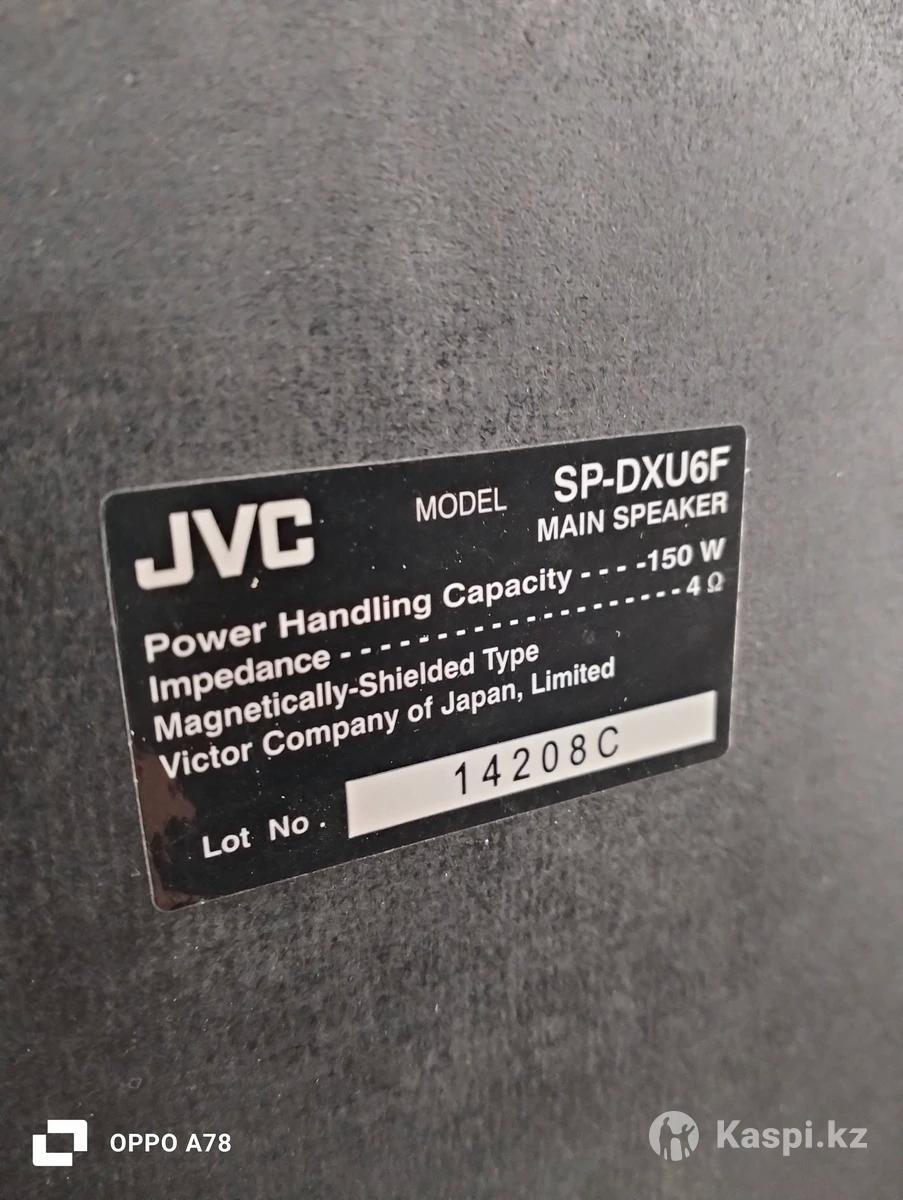 JVC
MODEL SP-DXU6F
MAIN SPEAKER
Power Handling Capacity - - - -150 W
Impedance - - - - - - - - - - - - - - - - - - - 4 Ω
Magnetically-Shielded Type
Victor Company of Japan, Limited
Lot No. 14208C
OPPO A78
Kaspi.kz